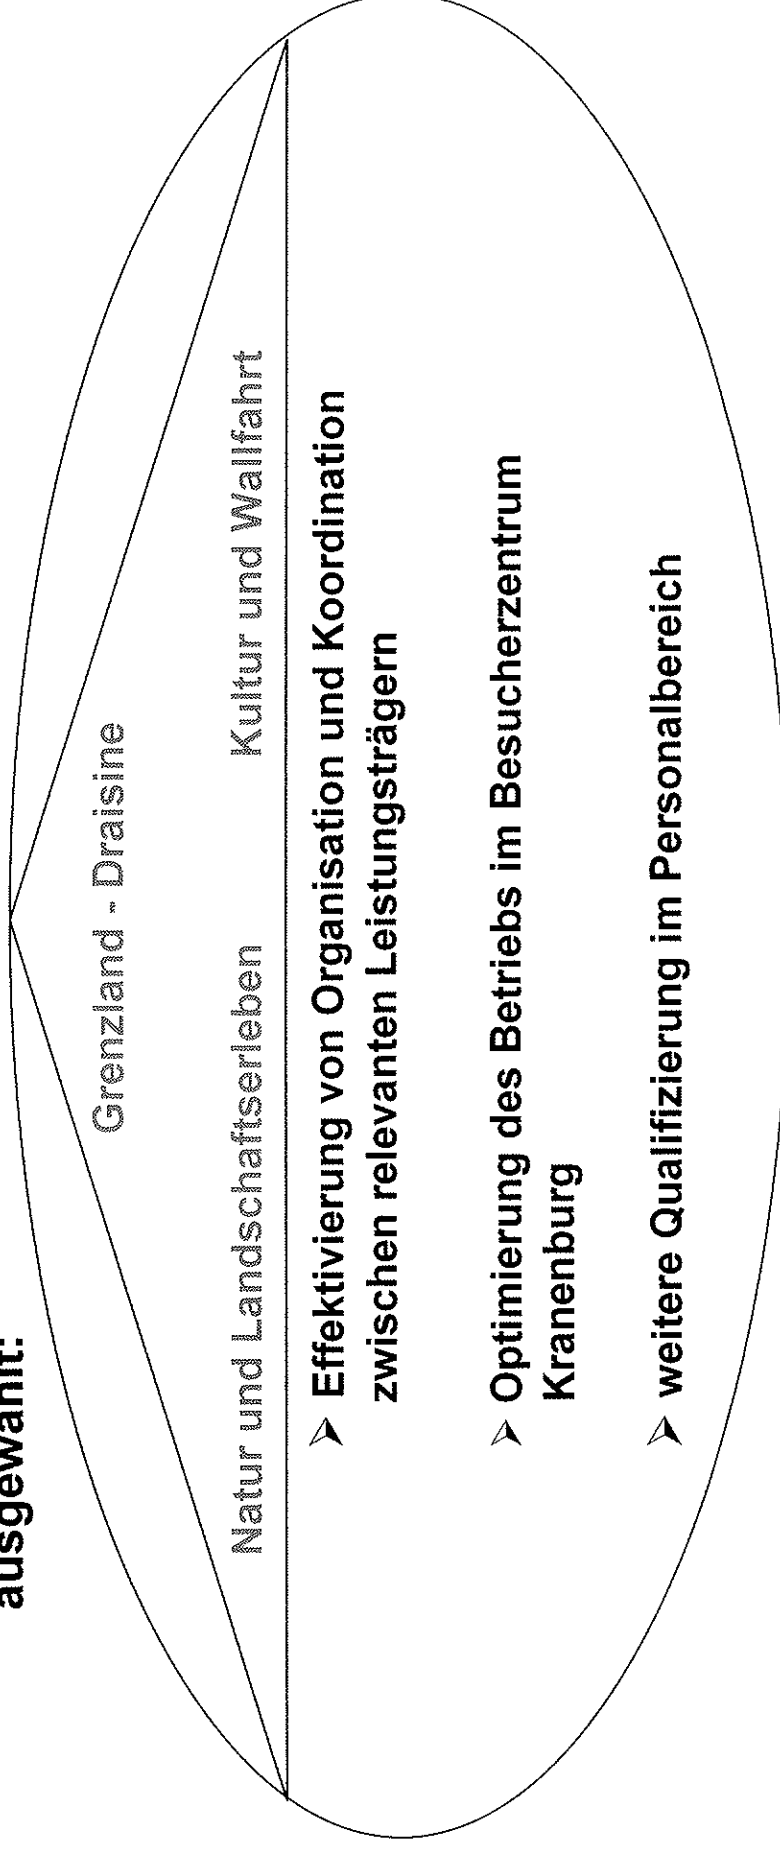 ausgewählt:
Grenzland - Draisine
Natur und Landschaftserleben Kultur und Wallfahrt
➢ Effektivierung von Organisation und Koordination
zwischen relevanten Leistungsträgern
➢ Optimierung des Betriebs im Besucherzentrum
Kranenburg
➢ weitere Qualifizierung im Personalbereich